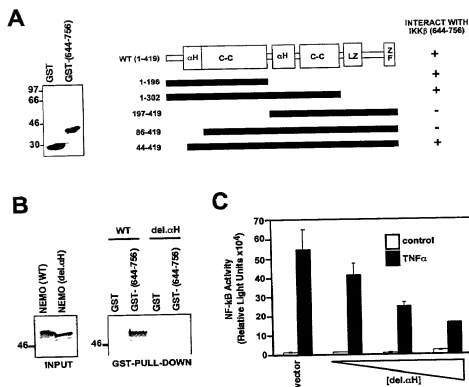 A
INTERACT WITH
IKKβ (644-756)
GST
GST-(644-756)
97
66
46
30
WT (1-419)
αH
C-C
αH
C-C
LZ
Z
F
+
1-196
+
1-302
+
197-419
-
86-419
-
44-419
+
B
WT
del.αH
NEMO (WT)
NEMO (del.αH)
GST
GST- (644-756)
GST
GST- (644-756)
46
46
INPUT
GST-PULL-DOWN
C
NF-kB Activity
(Relative Light Units x10⁴)
70
60
50
40
30
20
10
0
control
TNFα
vector
[del.αH]